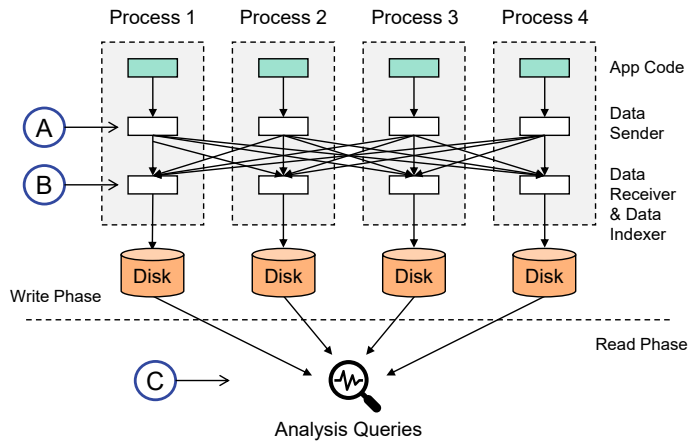 Process 1 Process 2 Process 3 Process 4
App Code
A
Data
Sender
B
Data
Receiver
& Data
Indexer
Disk Disk Disk Disk
Write Phase
Read Phase
C
Analysis Queries